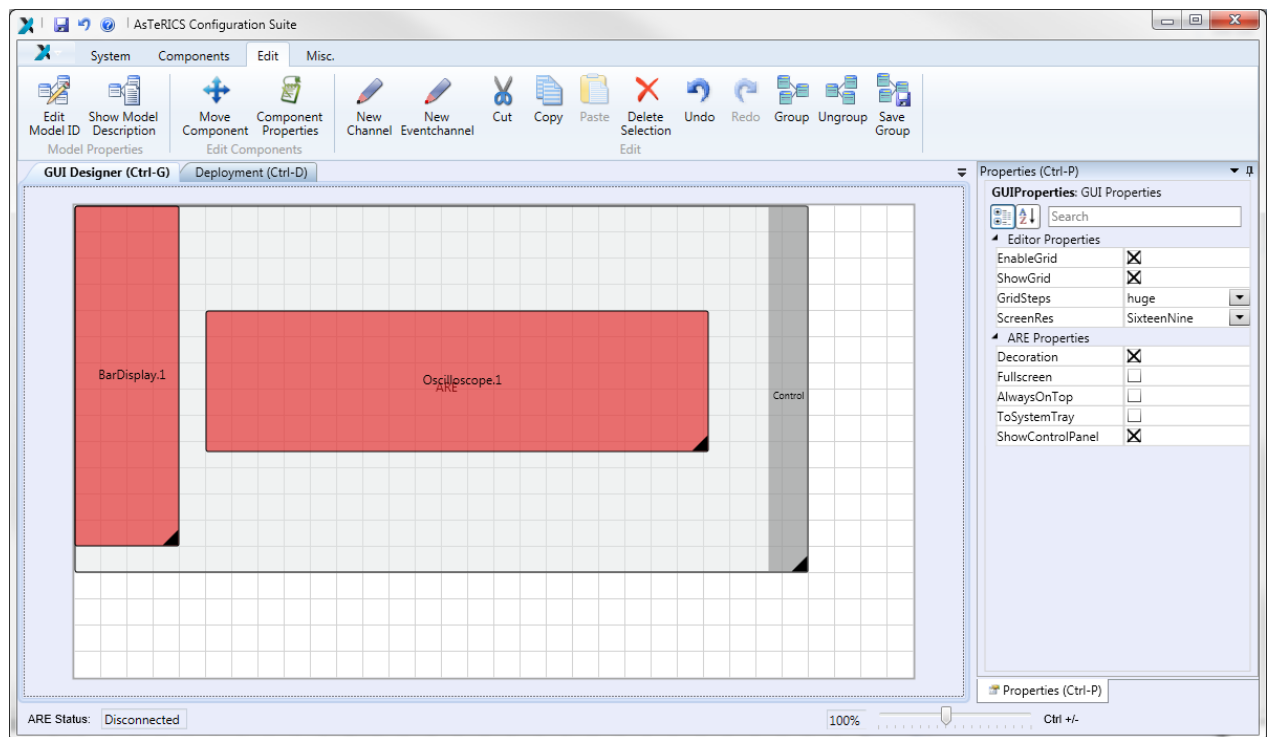 AsTeRICS Configuration Suite
System Components Edit Misc.
Edit Model ID
Show Model Description
Move Component
Component Properties
New Channel
New Eventchannel
Cut
Copy
Paste
Delete Selection
Undo
Redo
Group
Ungroup
Save Group
Model Properties
Edit Components
Edit
GUI Designer (Ctrl-G)
Deployment (Ctrl-D)
BarDisplay.1
Oscilloscope.1
ARE
Control
Properties (Ctrl-P)
GUIProperties: GUI Properties
Search
Editor Properties
EnableGrid
ShowGrid
GridSteps huge
ScreenRes SixteenNine
ARE Properties
Decoration
Fullscreen
AlwaysOnTop
ToSystemTray
ShowControlPanel
Properties (Ctrl-P)
ARE Status: Disconnected
100%
Ctrl +/-